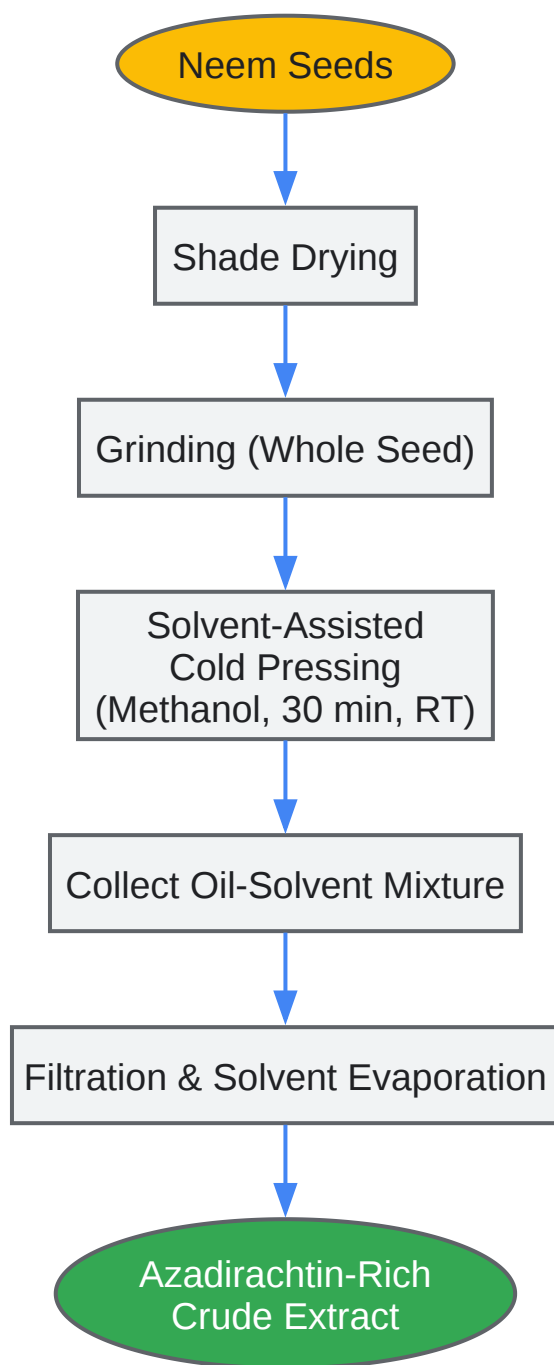 Neem Seeds
Shade Drying
Grinding (Whole Seed)
Solvent-Assisted
Cold Pressing
(Methanol, 30 min, RT)
Collect Oil-Solvent Mixture
Filtration & Solvent Evaporation
Azadirachtin-Rich
Crude Extract